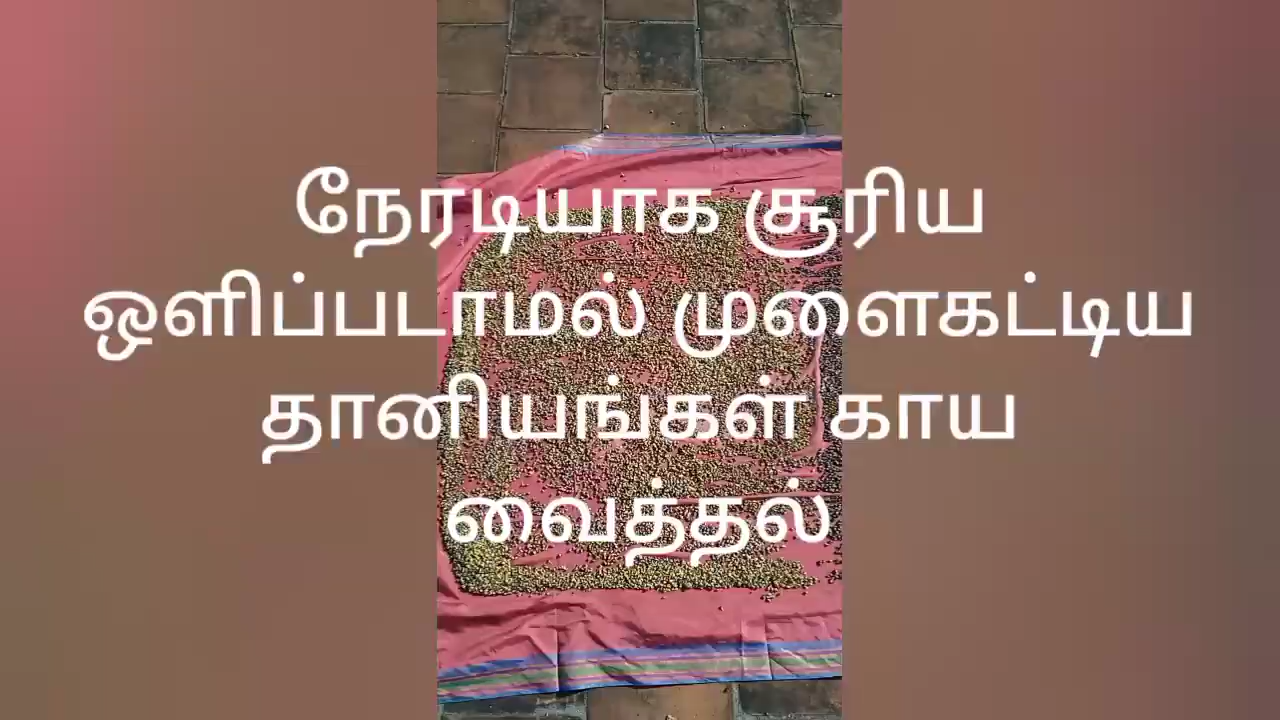 நேரடியாக சூரிய
ஒளிப்படாமல் முளைகட்டிய
தானியங்கள் காய
வைத்தல்